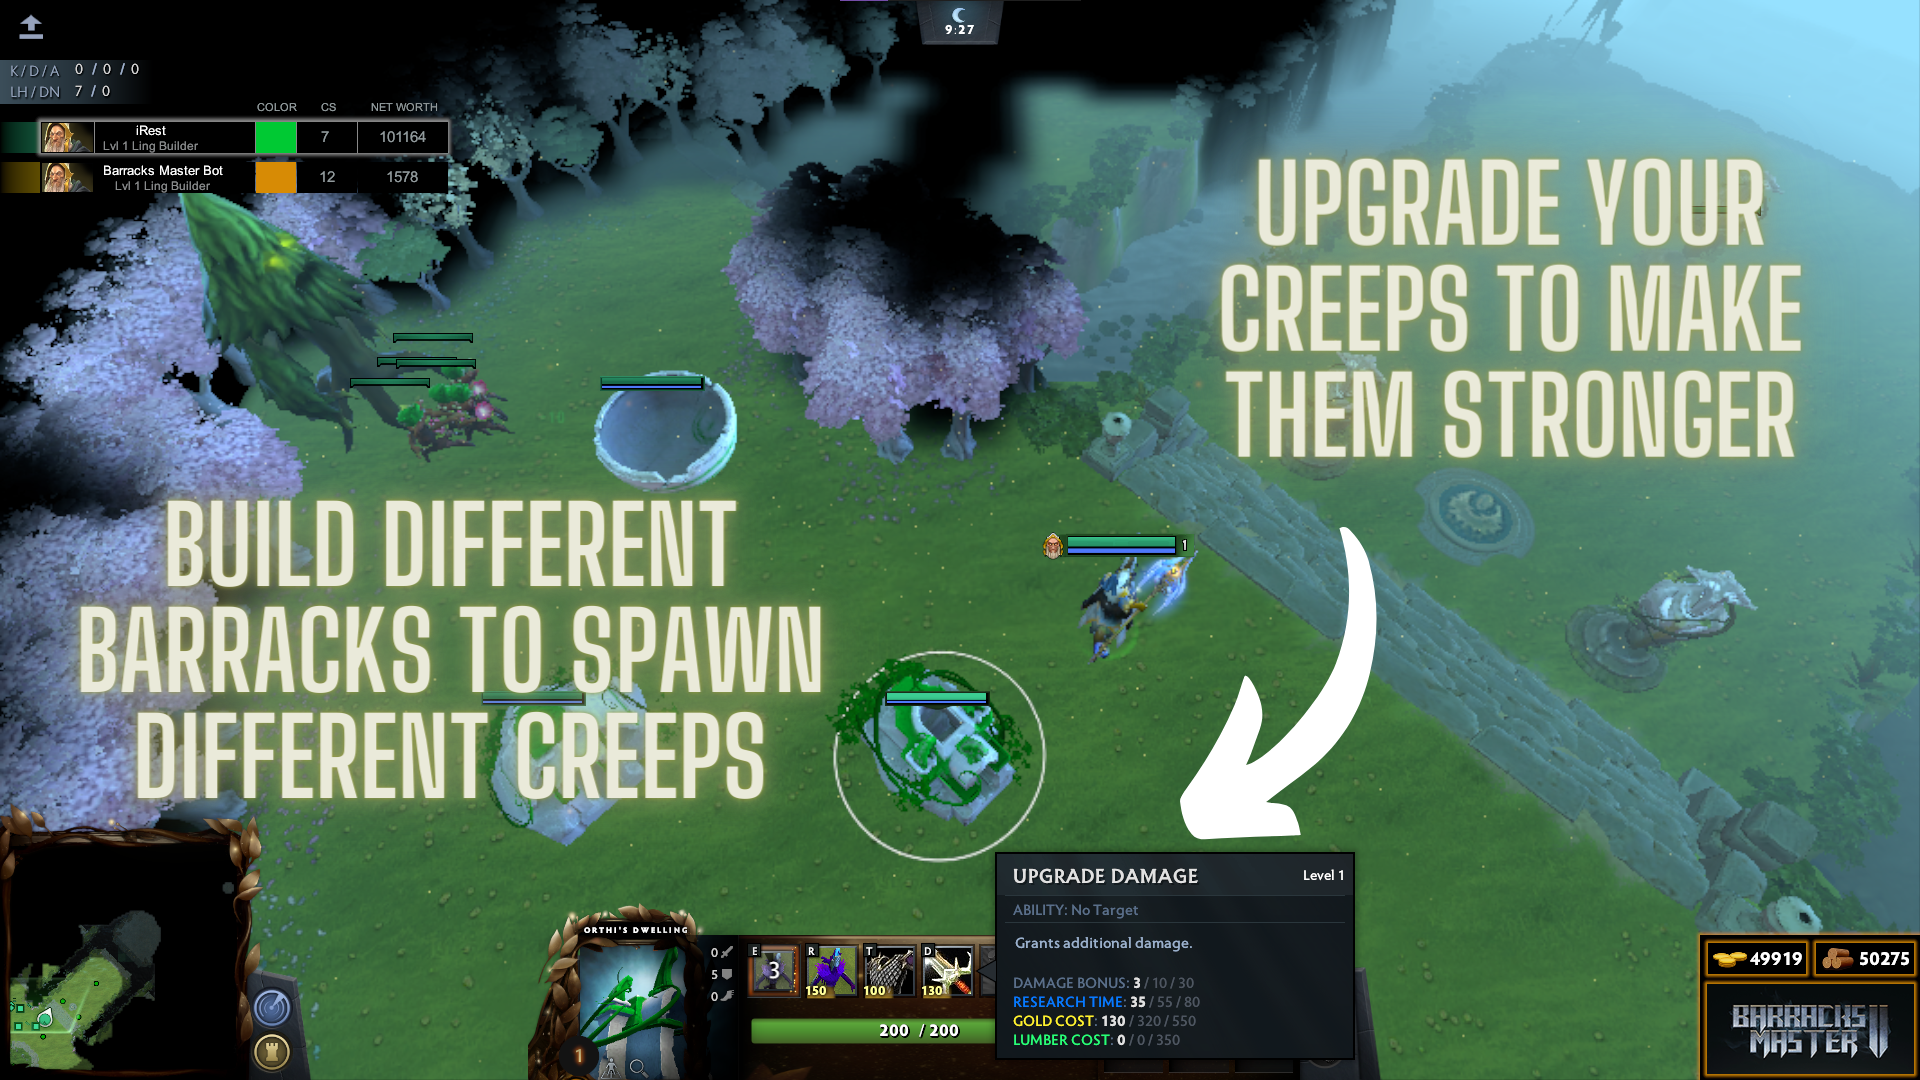 9:27
K/D/A 0 / 0 / 0
LH/DN 7 / 0
COLOR CS NET WORTH
iRest
Lvl 1 Ling Builder
7 101164
Barracks Master Bot
Lvl 1 Ling Builder
12 1578
UPGRADE YOUR
CREEPS TO MAKE
THEM STRONGER
BUILD DIFFERENT
BARRACKS TO SPAWN
DIFFERENT CREEPS
1
UPGRADE DAMAGE Level 1
ABILITY: No Target
Grants additional damage.
DAMAGE BONUS: 3 / 10 / 30
RESEARCH TIME: 35 / 55 / 80
GOLD COST: 130 / 320 / 550
LUMBER COST: 0 / 0 / 350
ORTHI'S DWELLING
0
5
0
E 3
R 150
T 100
D 130
200 / 200
1
49919 50275
BARRACKS
MASTER II